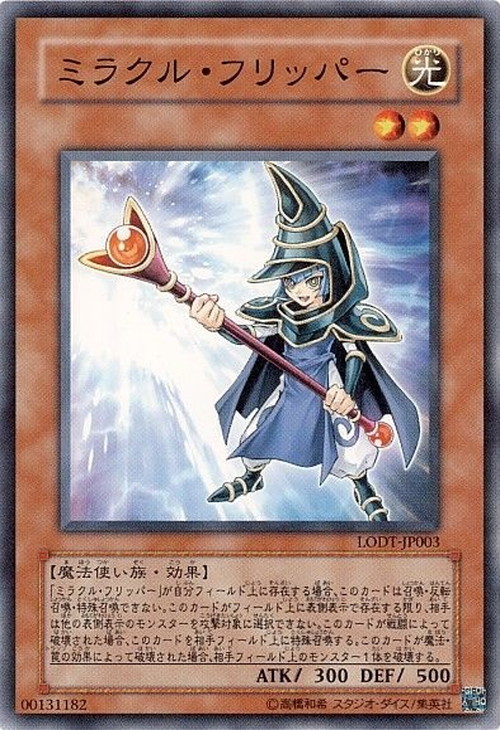 ミラクル・フリッパー
光
LODT-JP003
【魔法使い族・効果】
「ミラクル・フリッパー」が自分フィールド上に存在する場合、このカードは召喚・反転
召喚・特殊召喚できない。このカードがフィールド上に表側表示で存在する限り、相手
は他の表側表示のモンスターを攻撃対象に選択できない。このカードが戦闘によって
破壊された場合、このカードを相手フィールド上に特殊召喚する。このカードが魔法・
罠の効果によって破壊された場合、相手フィールド上のモンスター1体を破壊する。
ATK/ 300 DEF/ 500
00131182
©高橋和希 スタジオ・ダイス/集英社